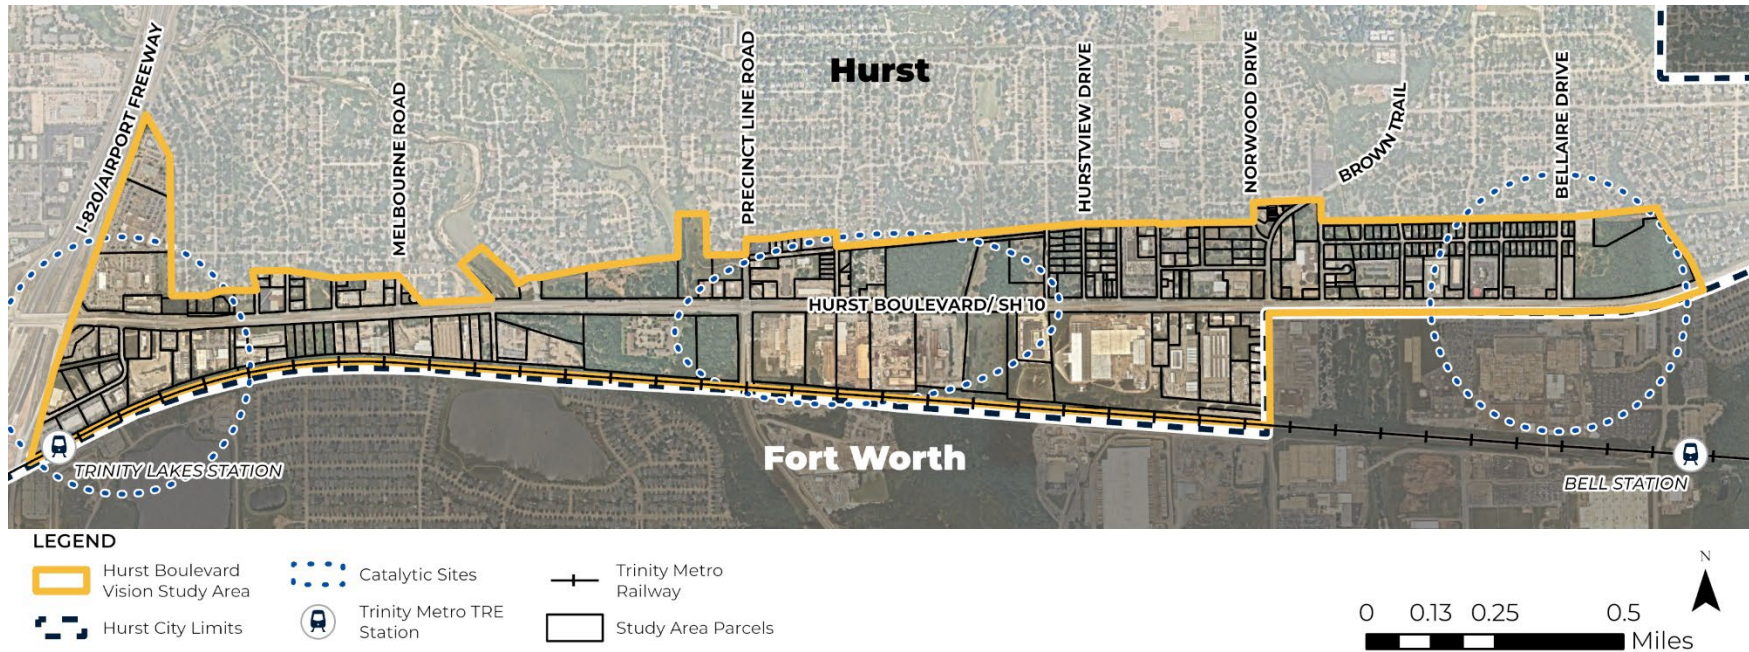 Hurst
I-820/AIRPORT FREEWAY
MELBOURNE ROAD
PRECINCT LINE ROAD
HURSTVIEW DRIVE
NORWOOD DRIVE
BROWN TRAIL
BELLAIRE DRIVE
HURST BOULEVARD/ SH 10
Fort Worth
TRINITY LAKES STATION
BELL STATION
LEGEND
Hurst Boulevard
Vision Study Area
Hurst City Limits
Catalytic Sites
Trinity Metro TRE
Station
Trinity Metro
Railway
Study Area Parcels
N
0 0.13 0.25 0.5
Miles